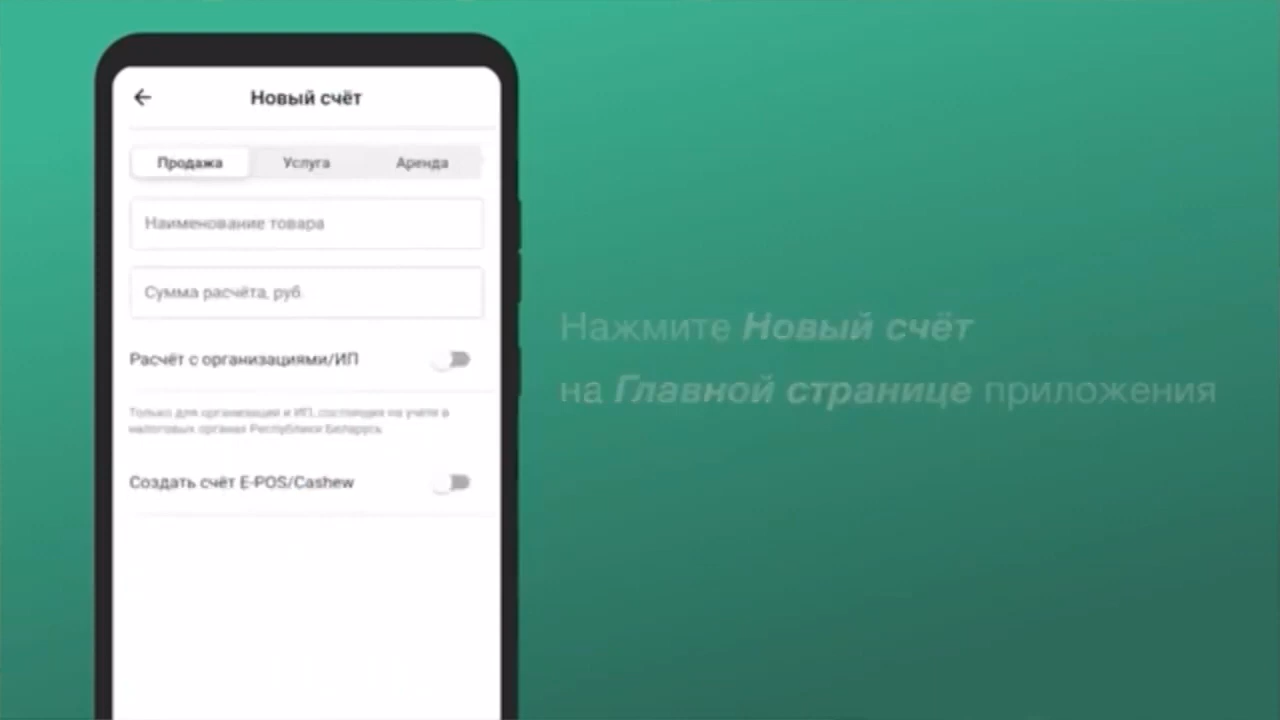 Новый счёт
Продажа Услуга Аренда
Наименование товара
Сумма расчёта, руб.
Расчёт с организациями/ИП
Только для организаций и ИП, состоящих на учёте в
налоговых органах Республики Беларусь
Создать счёт E-POS/Cashew
Нажмите Новый счёт
на Главной странице приложения